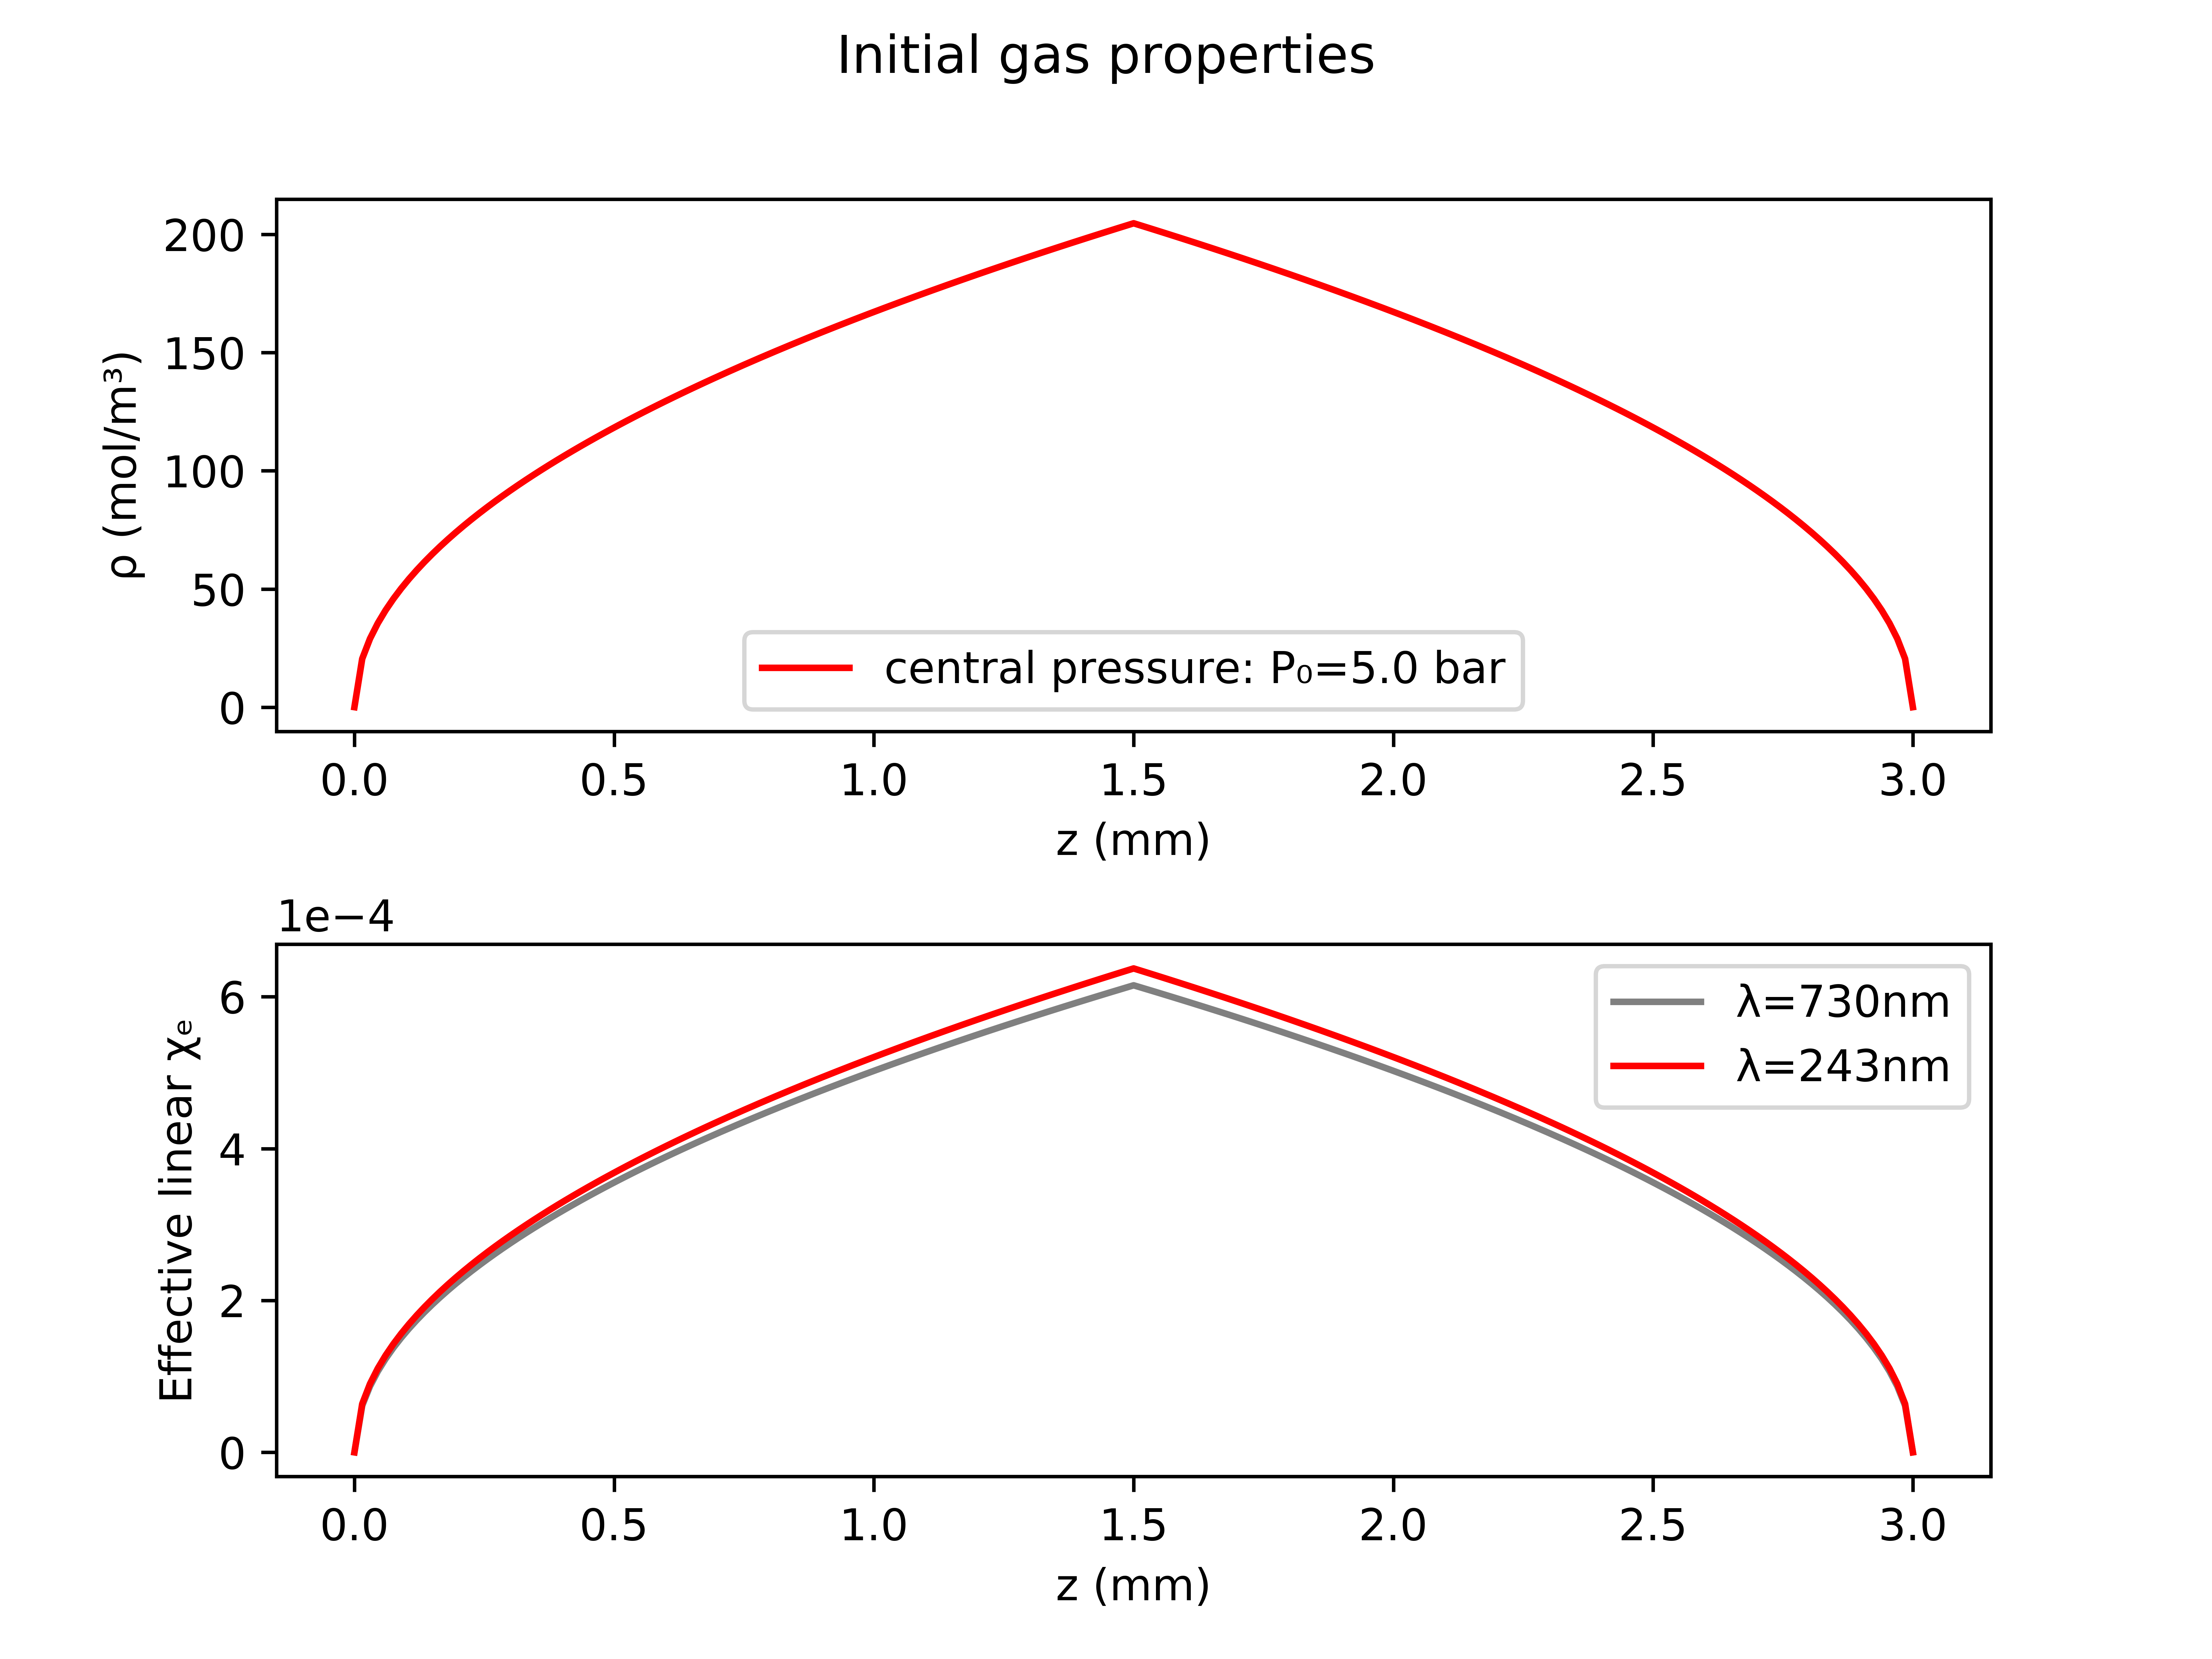 Initial gas properties
200
150
100
50
0
ρ (mol/m³)
central pressure: P₀=5.0 bar
0.0 0.5 1.0 1.5 2.0 2.5 3.0
z (mm)
1e−4
6
4
2
0
Effective linear χₑ
λ=730nm
λ=243nm
0.0 0.5 1.0 1.5 2.0 2.5 3.0
z (mm)